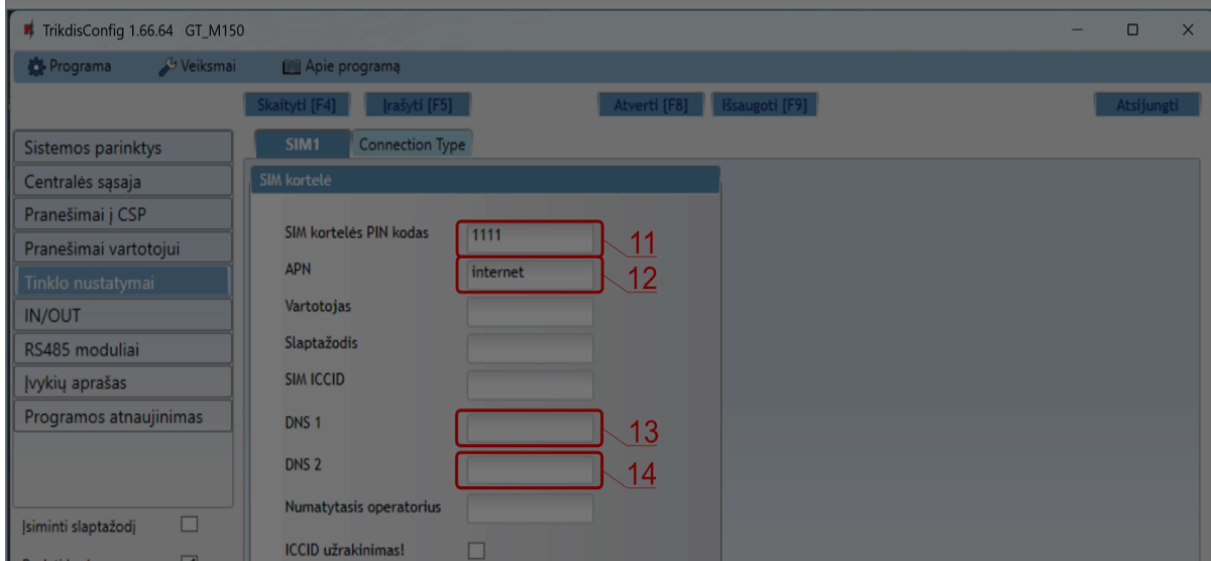 TrikdisConfig 1.66.64 GT_M150
Programa Veiksmai Apie programą
Skaityti [F4] Įrašyti [F5] Atverti [F8] Išsaugoti [F9] Atsijungti
Sistemos parinktys
Centralės sąsaja
Pranešimai į CSP
Pranešimai vartotojui
Tinklo nustatymai
IN/OUT
RS485 moduliai
Įvykių aprašas
Programos atnaujinimas
Įsiminti slaptažodį
SIM1 Connection Type
SIM kortelė
SIM kortelės PIN kodas 1111 11
APN internet 12
Vartotojas
Slaptažodis
SIM ICCID
DNS 1 13
DNS 2 14
Numatytasis operatorius
ICCID užrakinimas!